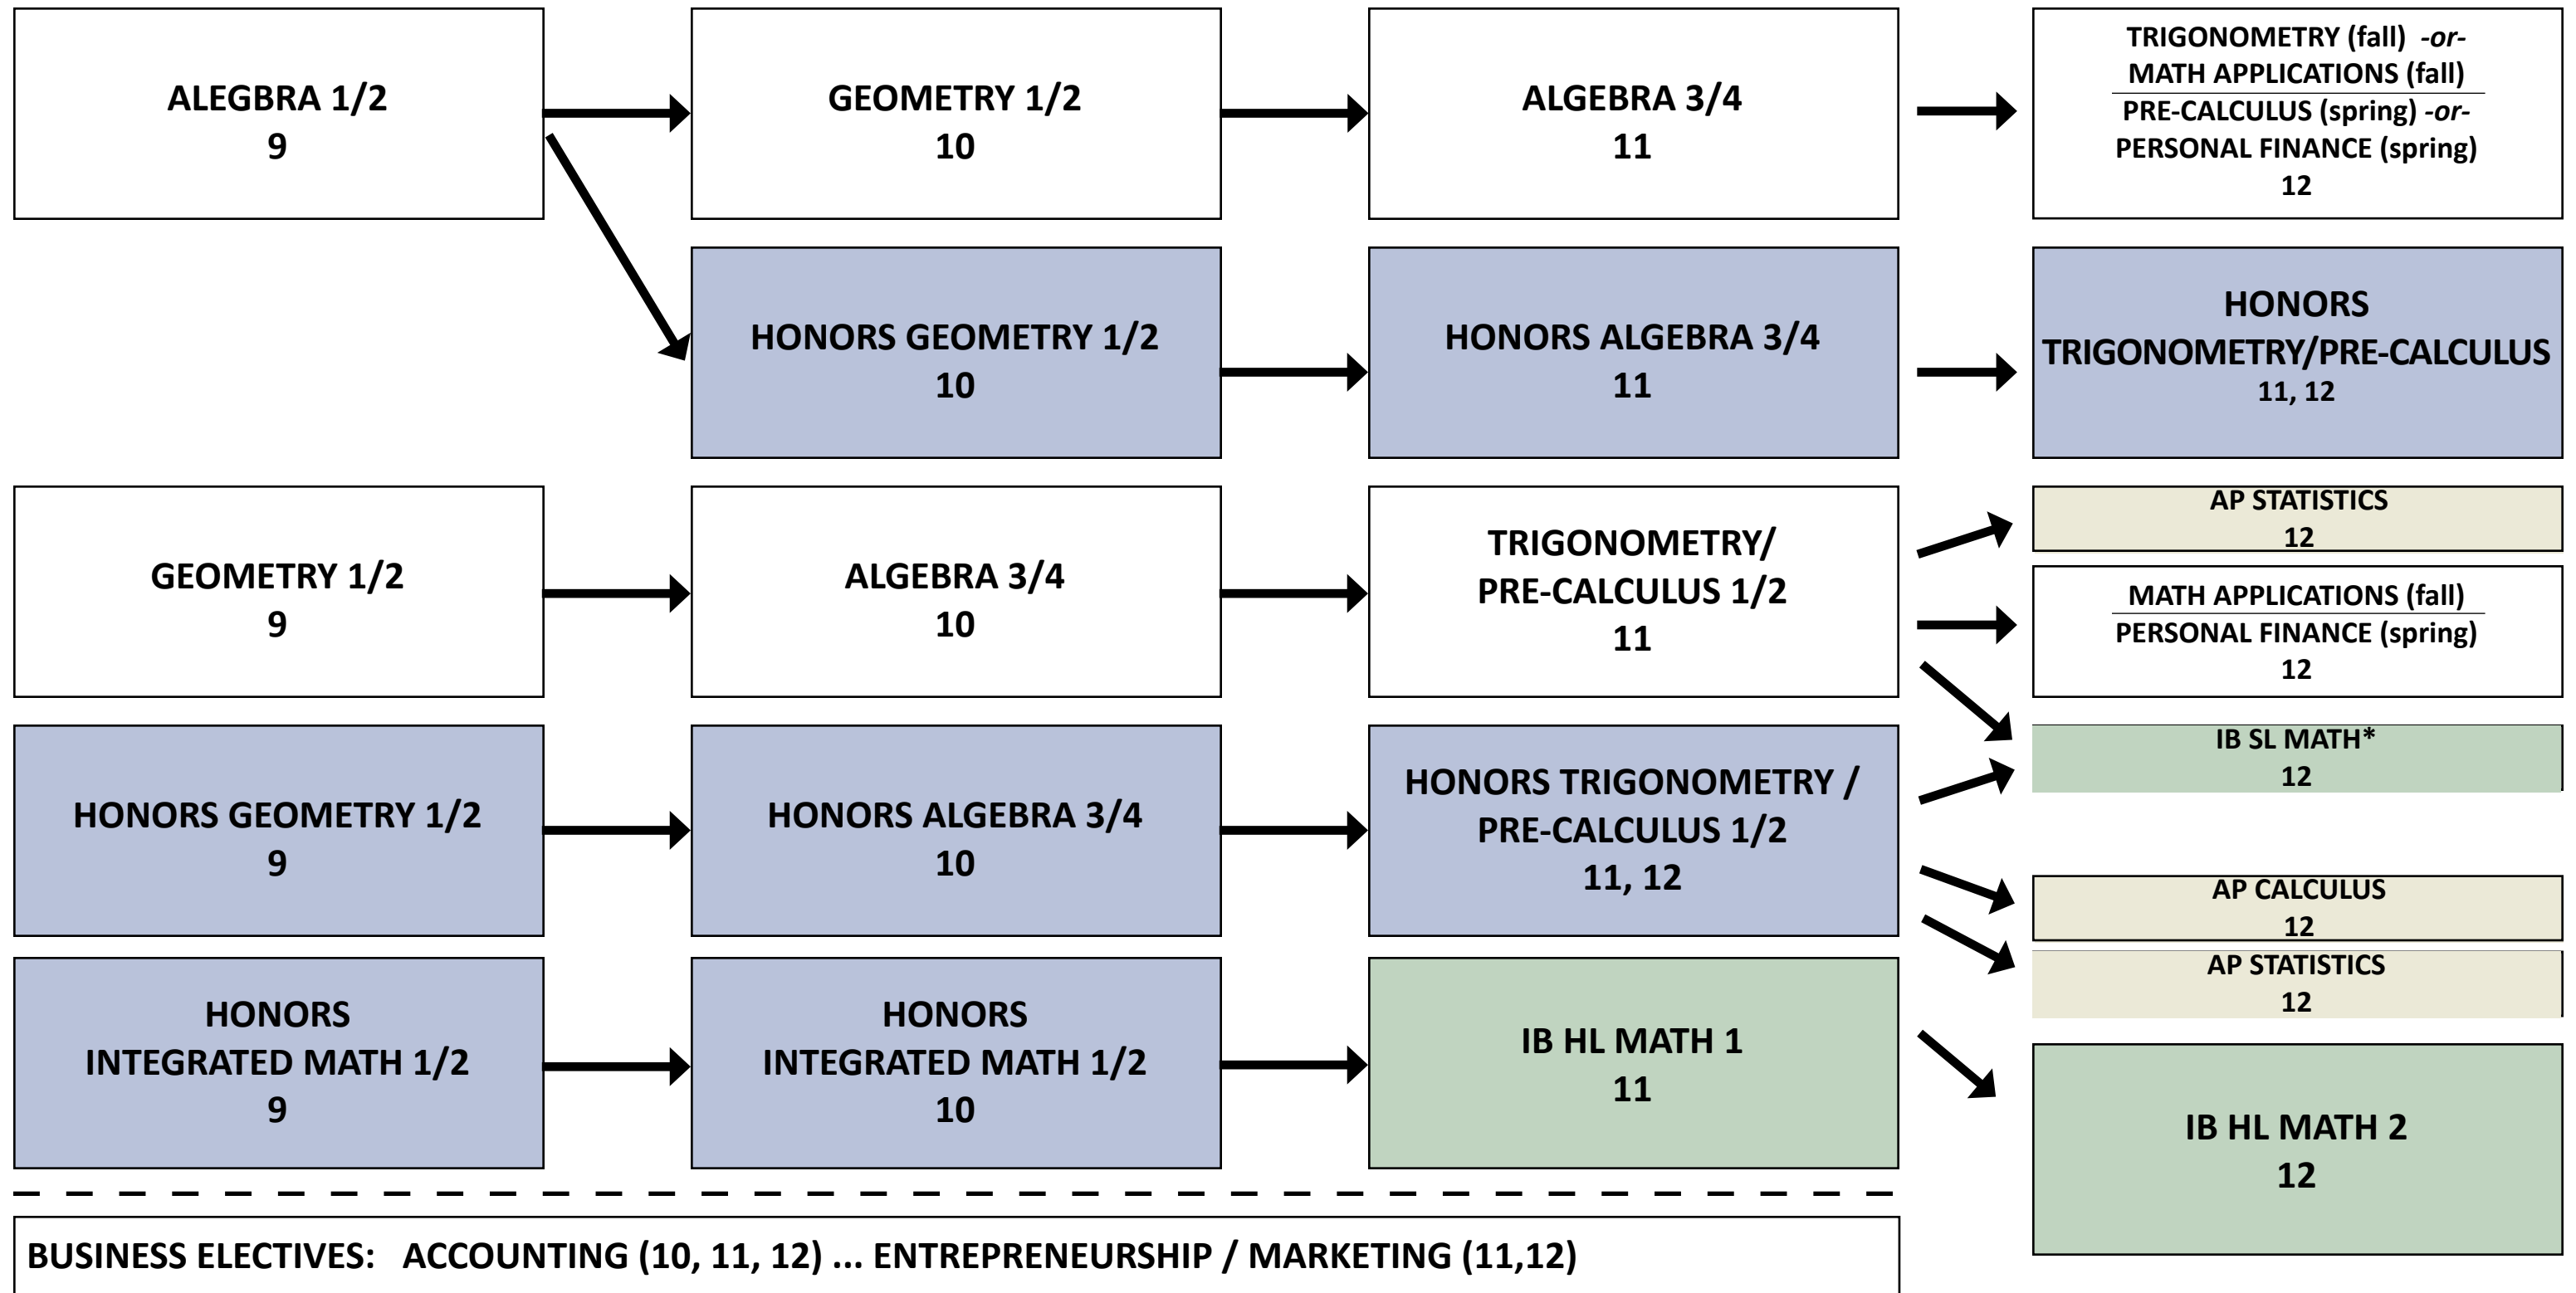 ALEGBRA 1/2
9
GEOMETRY 1/2
10
ALGEBRA 3/4
11
TRIGONOMETRY (fall) -or-
MATH APPLICATIONS (fall)
PRE-CALCULUS (spring) -or-
PERSONAL FINANCE (spring)
12
HONORS GEOMETRY 1/2
10
HONORS ALGEBRA 3/4
11
HONORS
TRIGONOMETRY/PRE-CALCULUS
11, 12
GEOMETRY 1/2
9
ALGEBRA 3/4
10
TRIGONOMETRY/
PRE-CALCULUS 1/2
11
AP STATISTICS
12
MATH APPLICATIONS (fall)
PERSONAL FINANCE (spring)
12
HONORS GEOMETRY 1/2
9
HONORS ALGEBRA 3/4
10
HONORS TRIGONOMETRY /
PRE-CALCULUS 1/2
11, 12
IB SL MATH*
12
AP CALCULUS
12
AP STATISTICS
12
HONORS
INTEGRATED MATH 1/2
9
HONORS
INTEGRATED MATH 1/2
10
IB HL MATH 1
11
IB HL MATH 2
12
BUSINESS ELECTIVES: ACCOUNTING (10, 11, 12) ... ENTREPRENEURSHIP / MARKETING (11,12)